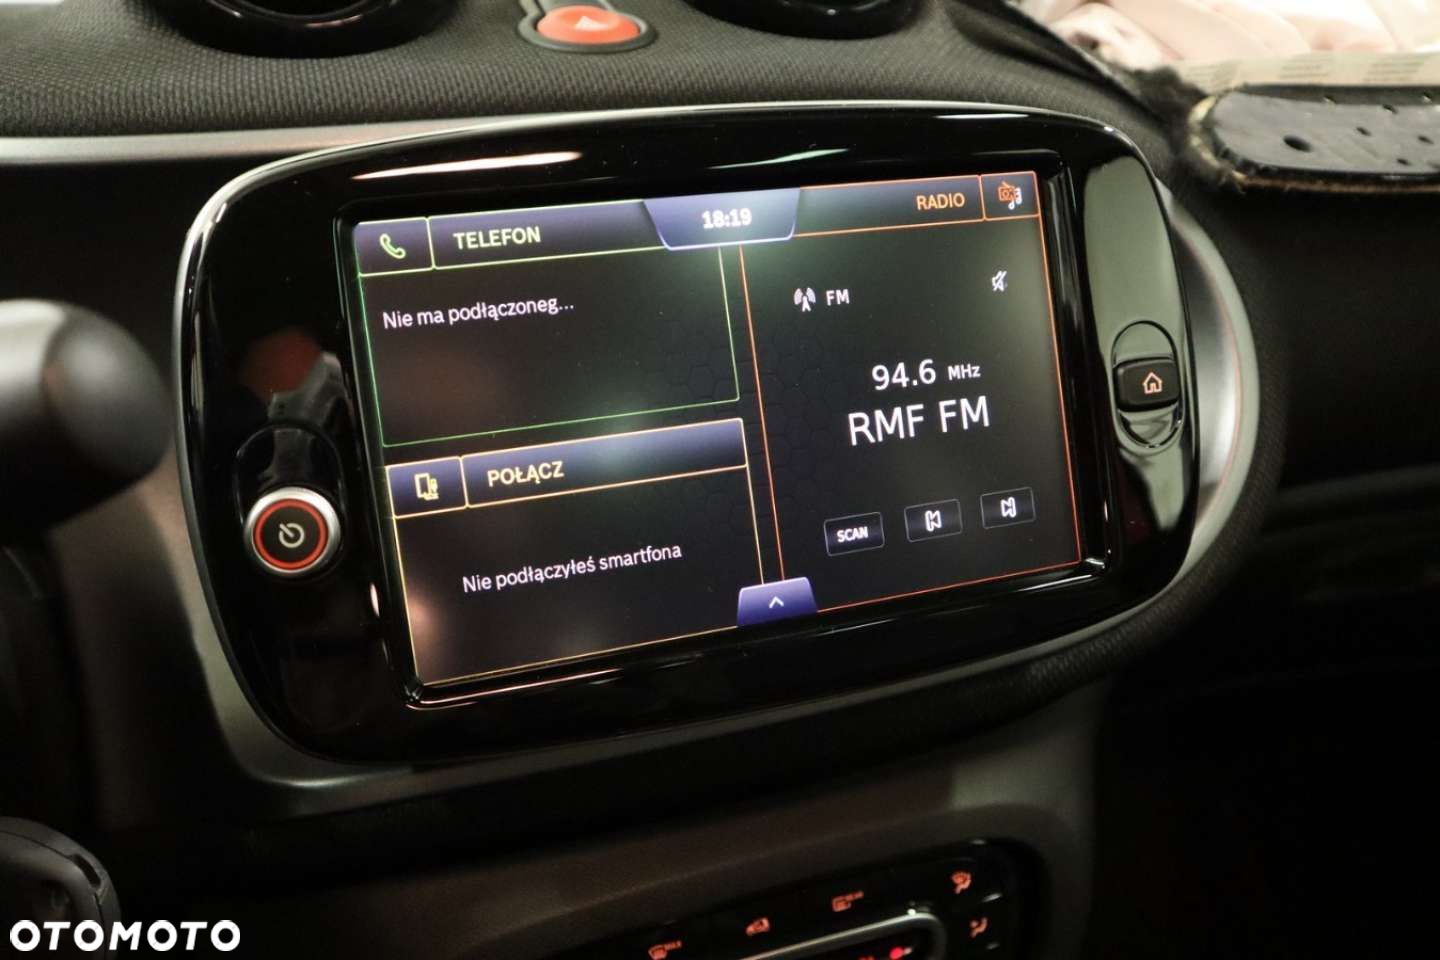 TELEFON
18:19
RADIO
Nie ma podłączoneg...
FM
94.6 MHz
RMF FM
POŁĄCZ
SCAN
Nie podłączyłeś smartfona
MAX
OTOMOTO